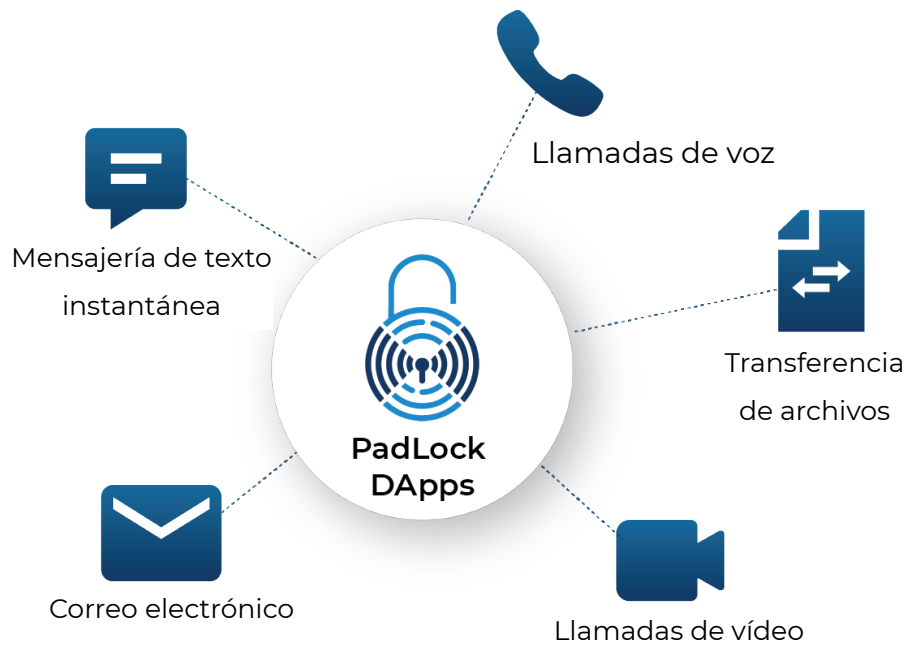 Llamadas de voz
Mensajería de texto
instantánea
Transferencia
de archivos
PadLock
DApps
Correo electrónico
Llamadas de vídeo